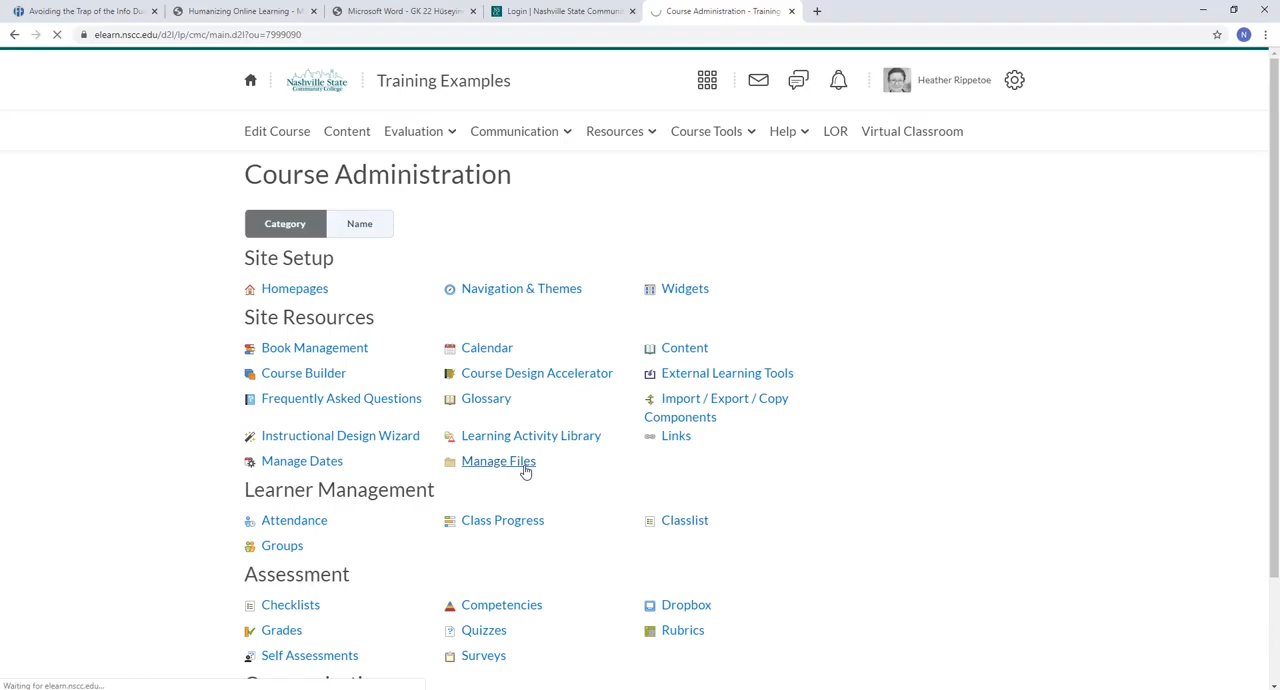 Avoiding the Trap of the Info Du
Humanizing Online Learning - M
Microsoft Word - GK 22 Hüseyin
Login | Nashville State Communi
Course Administration - Training
elearn.nscc.edu/d2l/lp/cmc/main.d2l?ou=7999090
N
Nashville State
Community College
Training Examples
Heather Rippetoe
Edit Course Content Evaluation Communication Resources Course Tools Help LOR Virtual Classroom
Course Administration
Category Name
Site Setup
Homepages Navigation & Themes Widgets
Site Resources
Book Management Calendar Content
Course Builder Course Design Accelerator External Learning Tools
Frequently Asked Questions Glossary Import / Export / Copy
Components
Instructional Design Wizard Learning Activity Library Links
Manage Dates Manage Files
Learner Management
Attendance Class Progress Classlist
Groups
Assessment
Checklists Competencies Dropbox
Grades Quizzes Rubrics
Self Assessments Surveys
Waiting for elearn.nscc.edu...